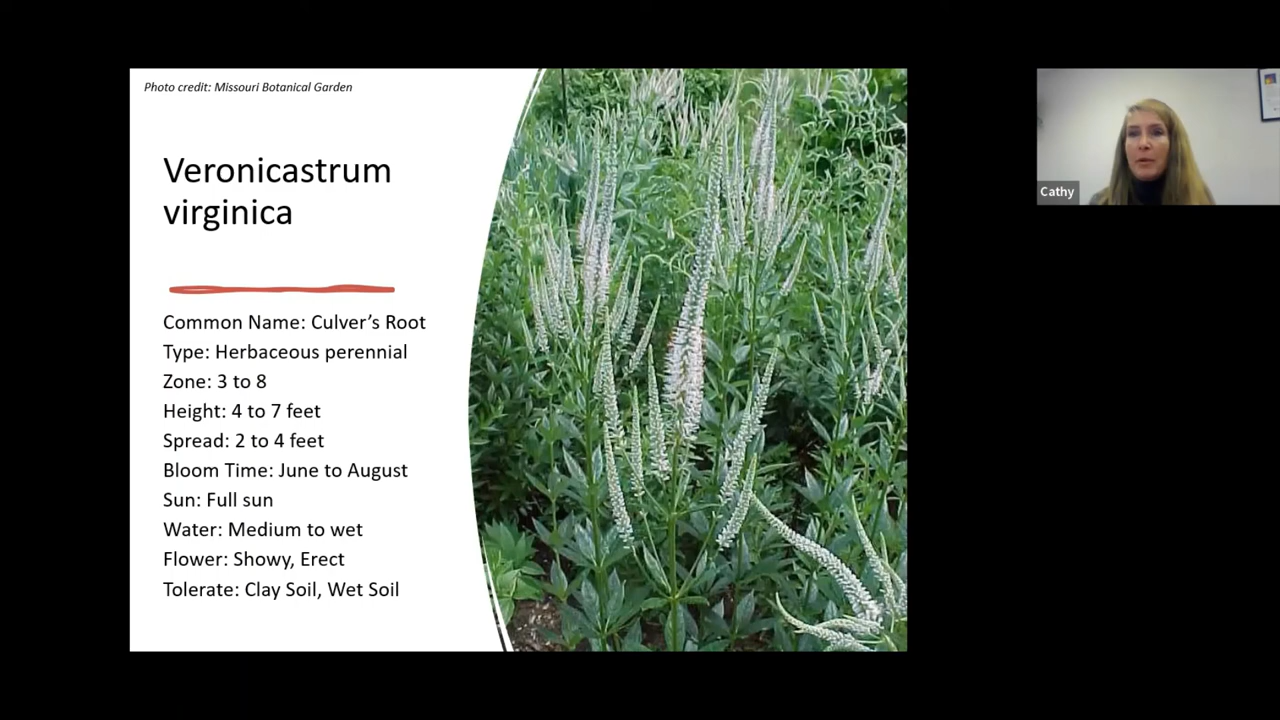 Photo credit: Missouri Botanical Garden
Veronicastrum
virginica
Common Name: Culver’s Root
Type: Herbaceous perennial
Zone: 3 to 8
Height: 4 to 7 feet
Spread: 2 to 4 feet
Bloom Time: June to August
Sun: Full sun
Water: Medium to wet
Flower: Showy, Erect
Tolerate: Clay Soil, Wet Soil
Cathy